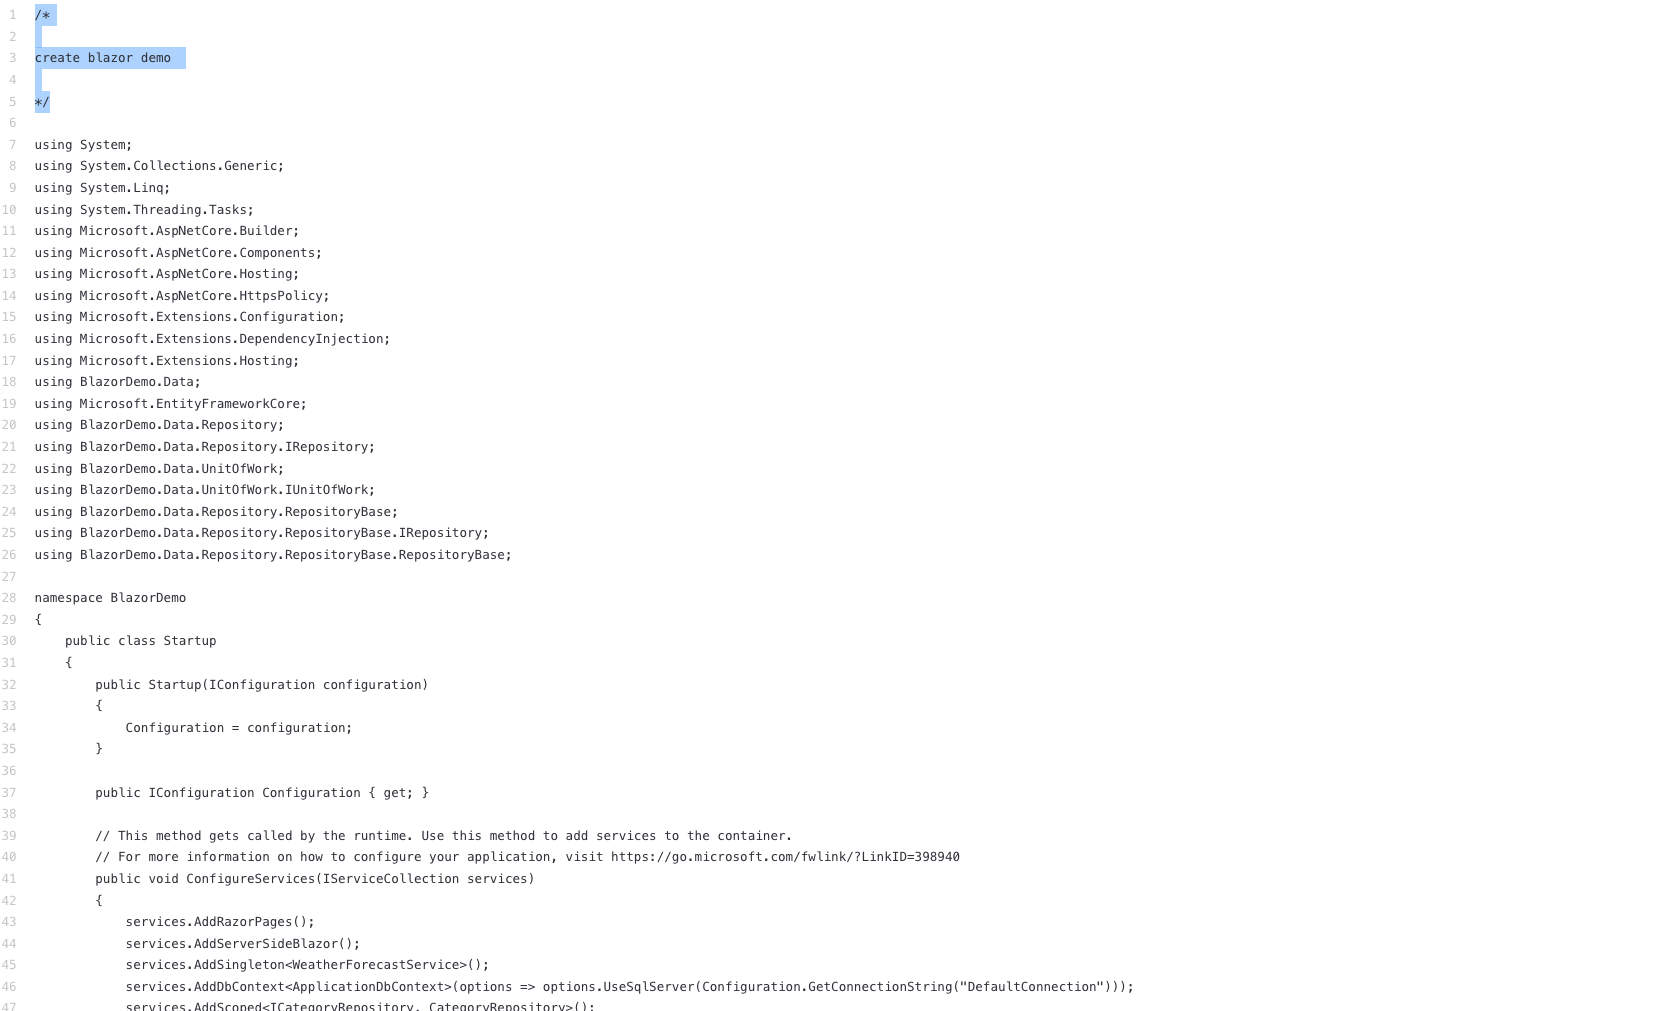 1 /*
2
3 create blazor demo
4
5 */
6
7 using System;
8 using System.Collections.Generic;
9 using System.Linq;
10 using System.Threading.Tasks;
11 using Microsoft.AspNetCore.Builder;
12 using Microsoft.AspNetCore.Components;
13 using Microsoft.AspNetCore.Hosting;
14 using Microsoft.AspNetCore.HttpsPolicy;
15 using Microsoft.Extensions.Configuration;
16 using Microsoft.Extensions.DependencyInjection;
17 using Microsoft.Extensions.Hosting;
18 using BlazorDemo.Data;
19 using Microsoft.EntityFrameworkCore;
20 using BlazorDemo.Data.Repository;
21 using BlazorDemo.Data.Repository.IRepository;
22 using BlazorDemo.Data.UnitOfWork;
23 using BlazorDemo.Data.UnitOfWork.IUnitOfWork;
24 using BlazorDemo.Data.Repository.RepositoryBase;
25 using BlazorDemo.Data.Repository.RepositoryBase.IRepository;
26 using BlazorDemo.Data.Repository.RepositoryBase.RepositoryBase;
27
28 namespace BlazorDemo
29 {
30     public class Startup
31     {
32         public Startup(IConfiguration configuration)
33         {
34             Configuration = configuration;
35         }
36
37         public IConfiguration Configuration { get; }
38
39         // This method gets called by the runtime. Use this method to add services to the container.
40         // For more information on how to configure your application, visit https://go.microsoft.com/fwlink/?LinkID=398940
41         public void ConfigureServices(IServiceCollection services)
42         {
43             services.AddRazorPages();
44             services.AddServerSideBlazor();
45             services.AddSingleton<WeatherForecastService>();
46             services.AddDbContext<ApplicationDbContext>(options => options.UseSqlServer(Configuration.GetConnectionString("DefaultConnection")));
47             services.AddScoped<ICategoryRepository, CategoryRepository>();